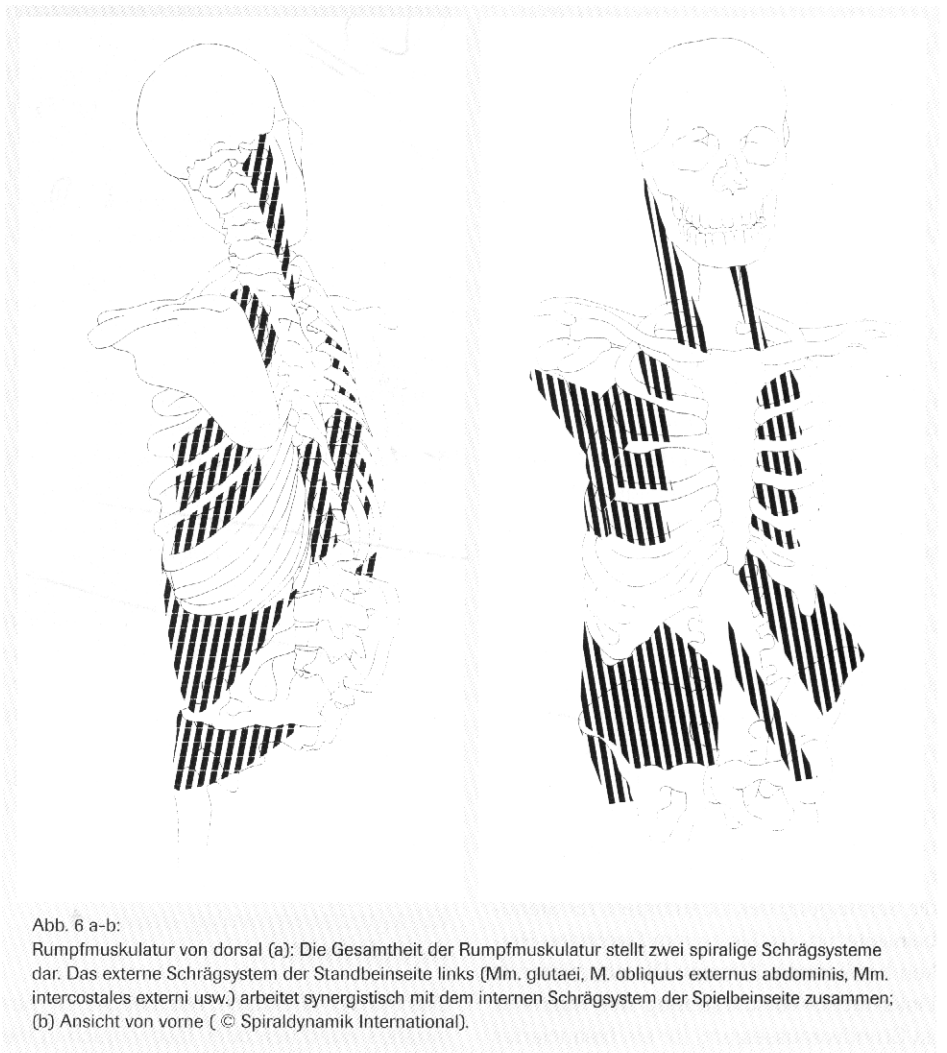 Abb. 6 a-b:
Rumpfmuskulatur von dorsal (a): Die Gesamtheit der Rumpfmuskulatur stellt zwei spiralige Schrägsysteme
dar. Das externe Schrägsystem der Standbeinseite links (Mm. glutaei, M. obliquus externus abdominis, Mm.
intercostales externi usw.) arbeitet synergistisch mit dem internen Schrägsystem der Spielbeinseite zusammen;
(b) Ansicht von vorne ( © Spiraldynamik International).